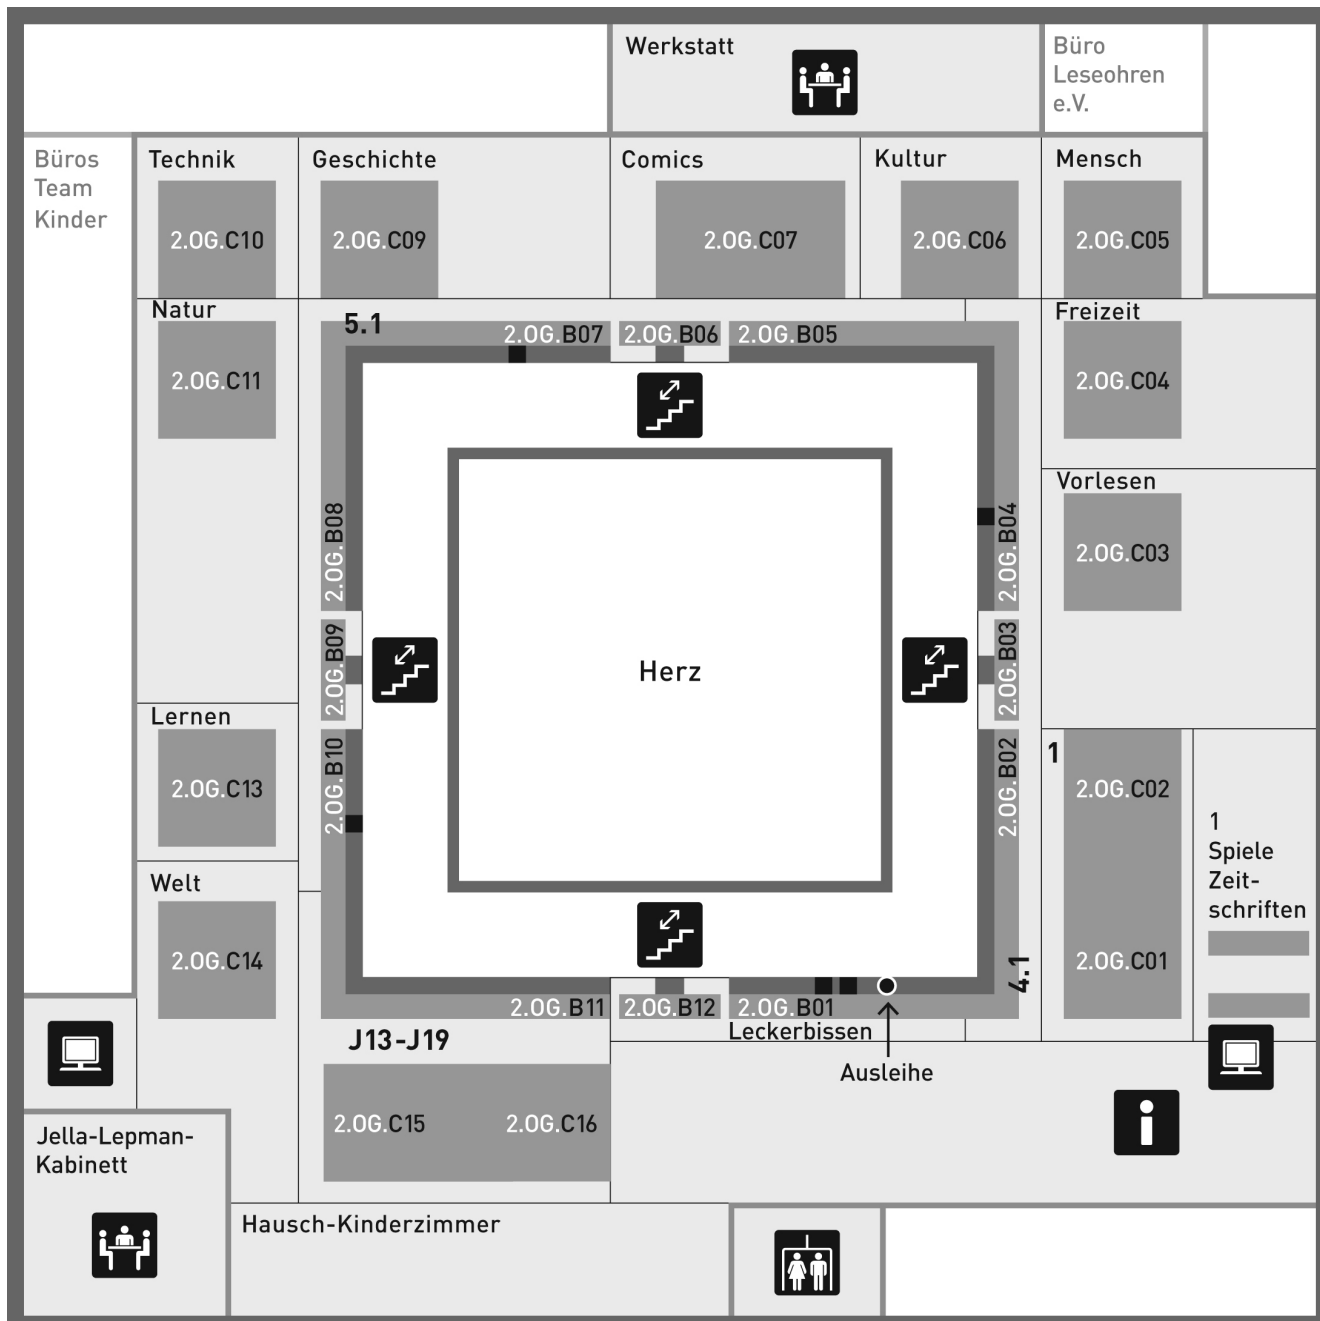 Werkstatt
Büro
Leseohren
e.V.
Büros
Team
Kinder
Technik
Geschichte
Comics
Kultur
Mensch
2.OG.C10
2.OG.C09
2.OG.C07
2.OG.C06
2.OG.C05
Natur
Freizeit
5.1
2.OG.B07
2.OG.B06
2.OG.B05
2.OG.C11
2.OG.C04
Vorlesen
2.OG.B08
2.OG.B04
2.OG.C03
2.OG.B09
Herz
2.OG.B03
Lernen
2.OG.C13
2.OG.B10
2.OG.B02
1
2.OG.C02
1
Spiele
Zeit-
schriften
Welt
2.OG.C14
4.1
2.OG.C01
2.OG.B11
2.OG.B12
2.OG.B01
Leckerbissen
J13-J19
Ausleihe
2.OG.C15
2.OG.C16
Jella-Lepman-
Kabinett
Hausch-Kinderzimmer